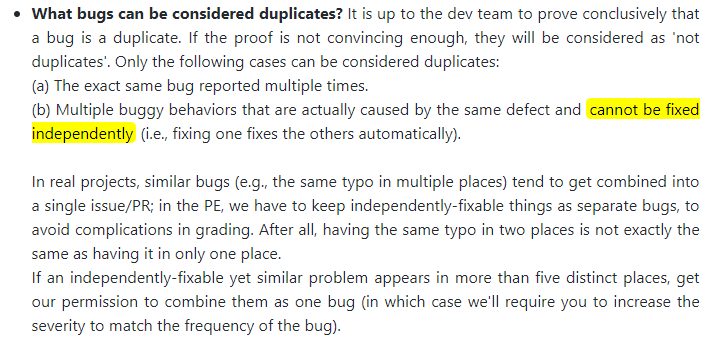 • What bugs can be considered duplicates? It is up to the dev team to prove conclusively that
a bug is a duplicate. If the proof is not convincing enough, they will be considered as 'not
duplicates'. Only the following cases can be considered duplicates:
(a) The exact same bug reported multiple times.
(b) Multiple buggy behaviors that are actually caused by the same defect and cannot be fixed
independently (i.e., fixing one fixes the others automatically).
In real projects, similar bugs (e.g., the same typo in multiple places) tend to get combined into
a single issue/PR; in the PE, we have to keep independently-fixable things as separate bugs, to
avoid complications in grading. After all, having the same typo in two places is not exactly the
same as having it in only one place.
If an independently-fixable yet similar problem appears in more than five distinct places, get
our permission to combine them as one bug (in which case we'll require you to increase the
severity to match the frequency of the bug).